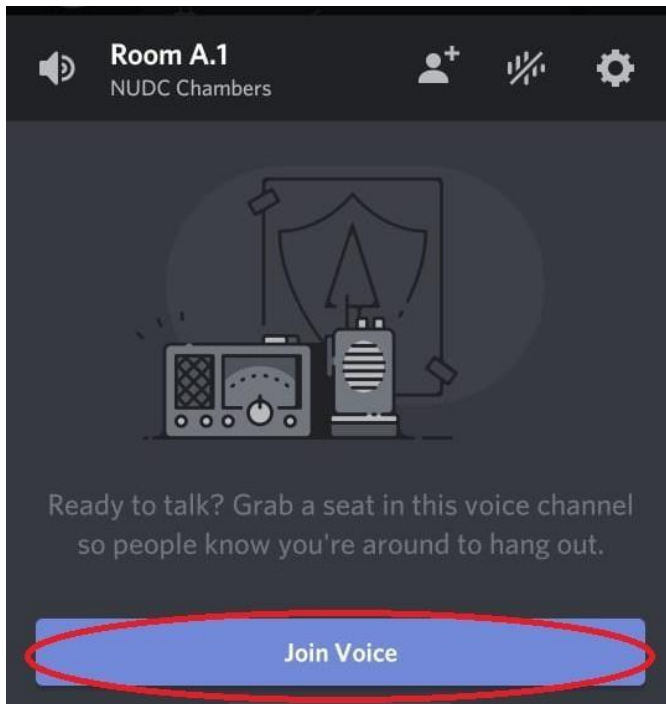 Room A.1
NUDC Chambers
Ready to talk? Grab a seat in this voice channel
so people know you're around to hang out.
Join Voice